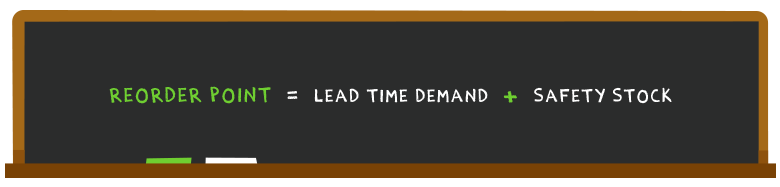 REORDER POINT = LEAD TIME DEMAND + SAFETY STOCK